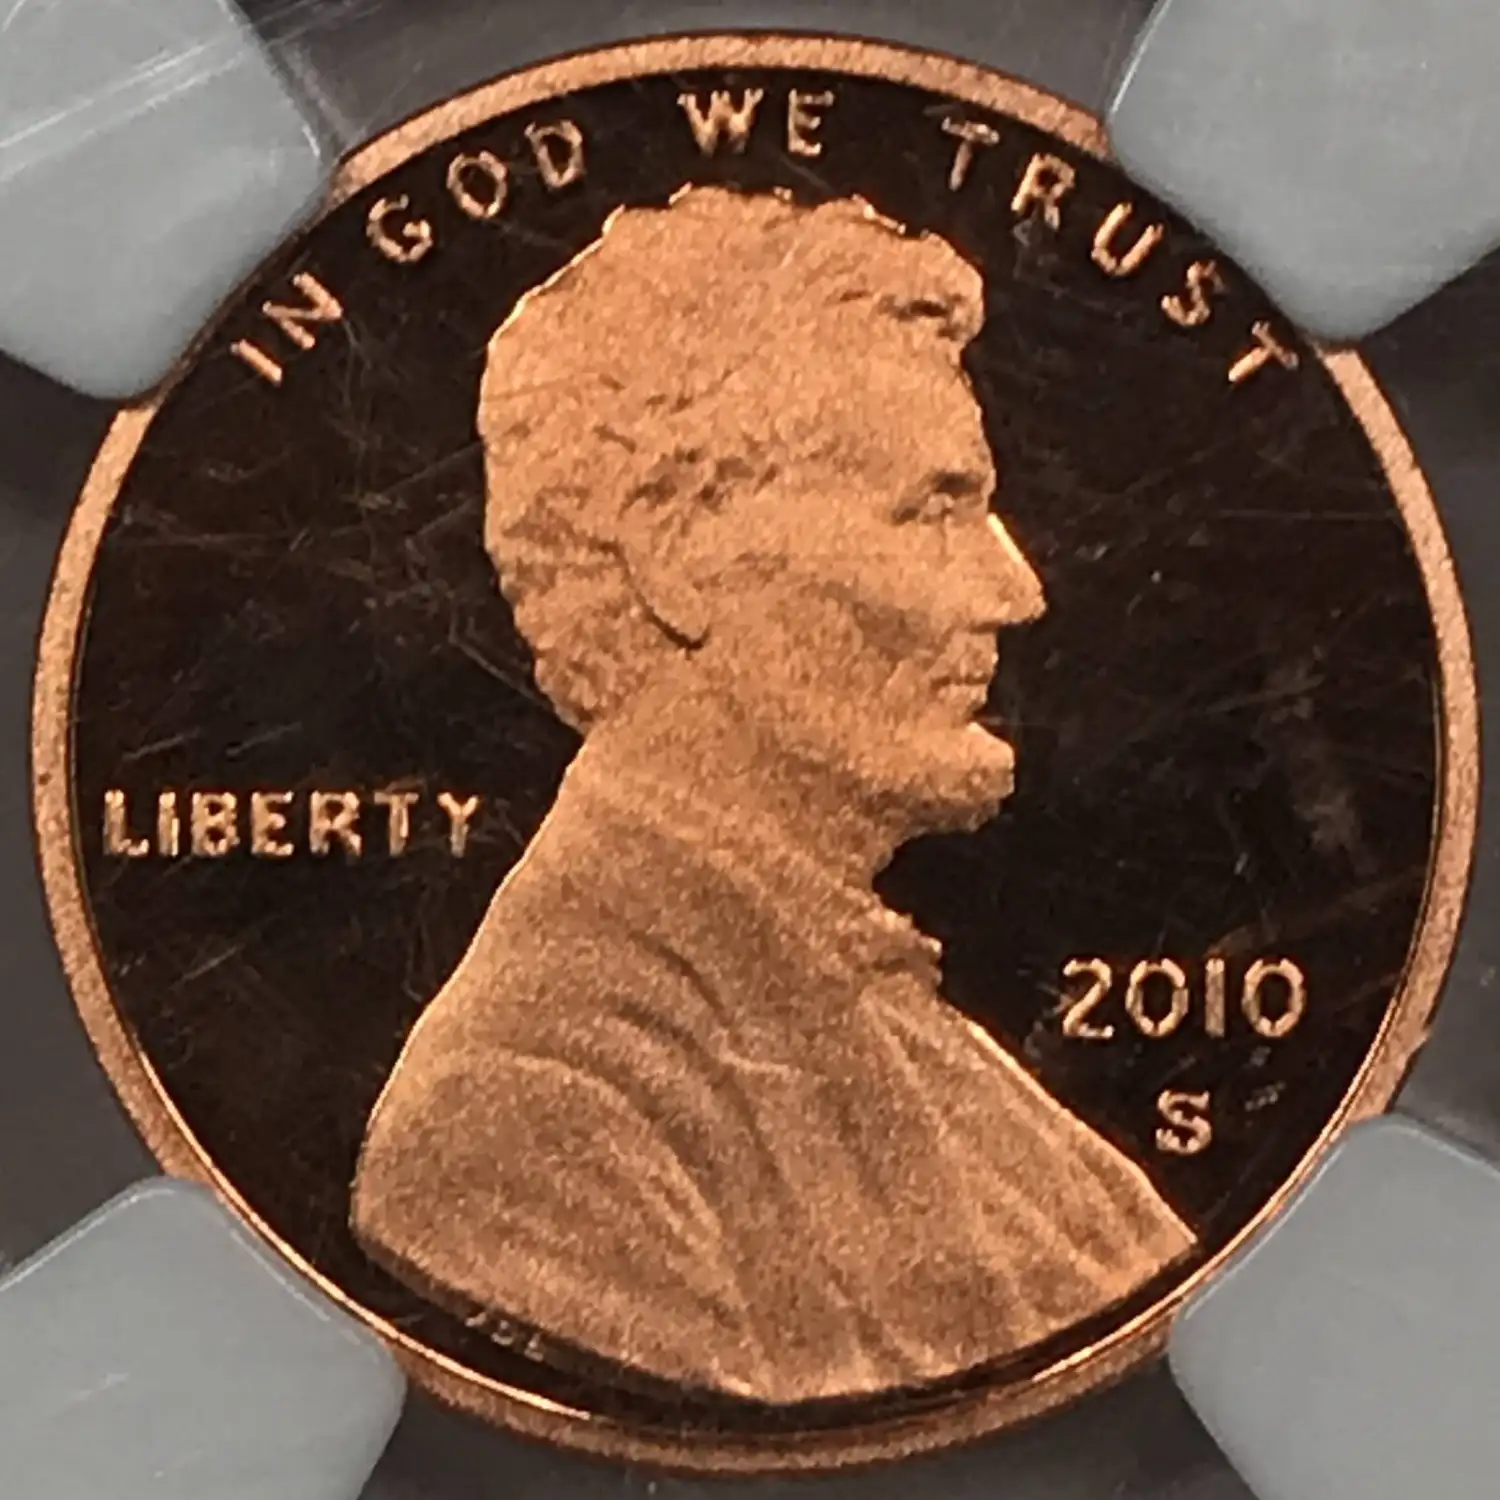 IN GOD WE TRUST
LIBERTY
2010
S